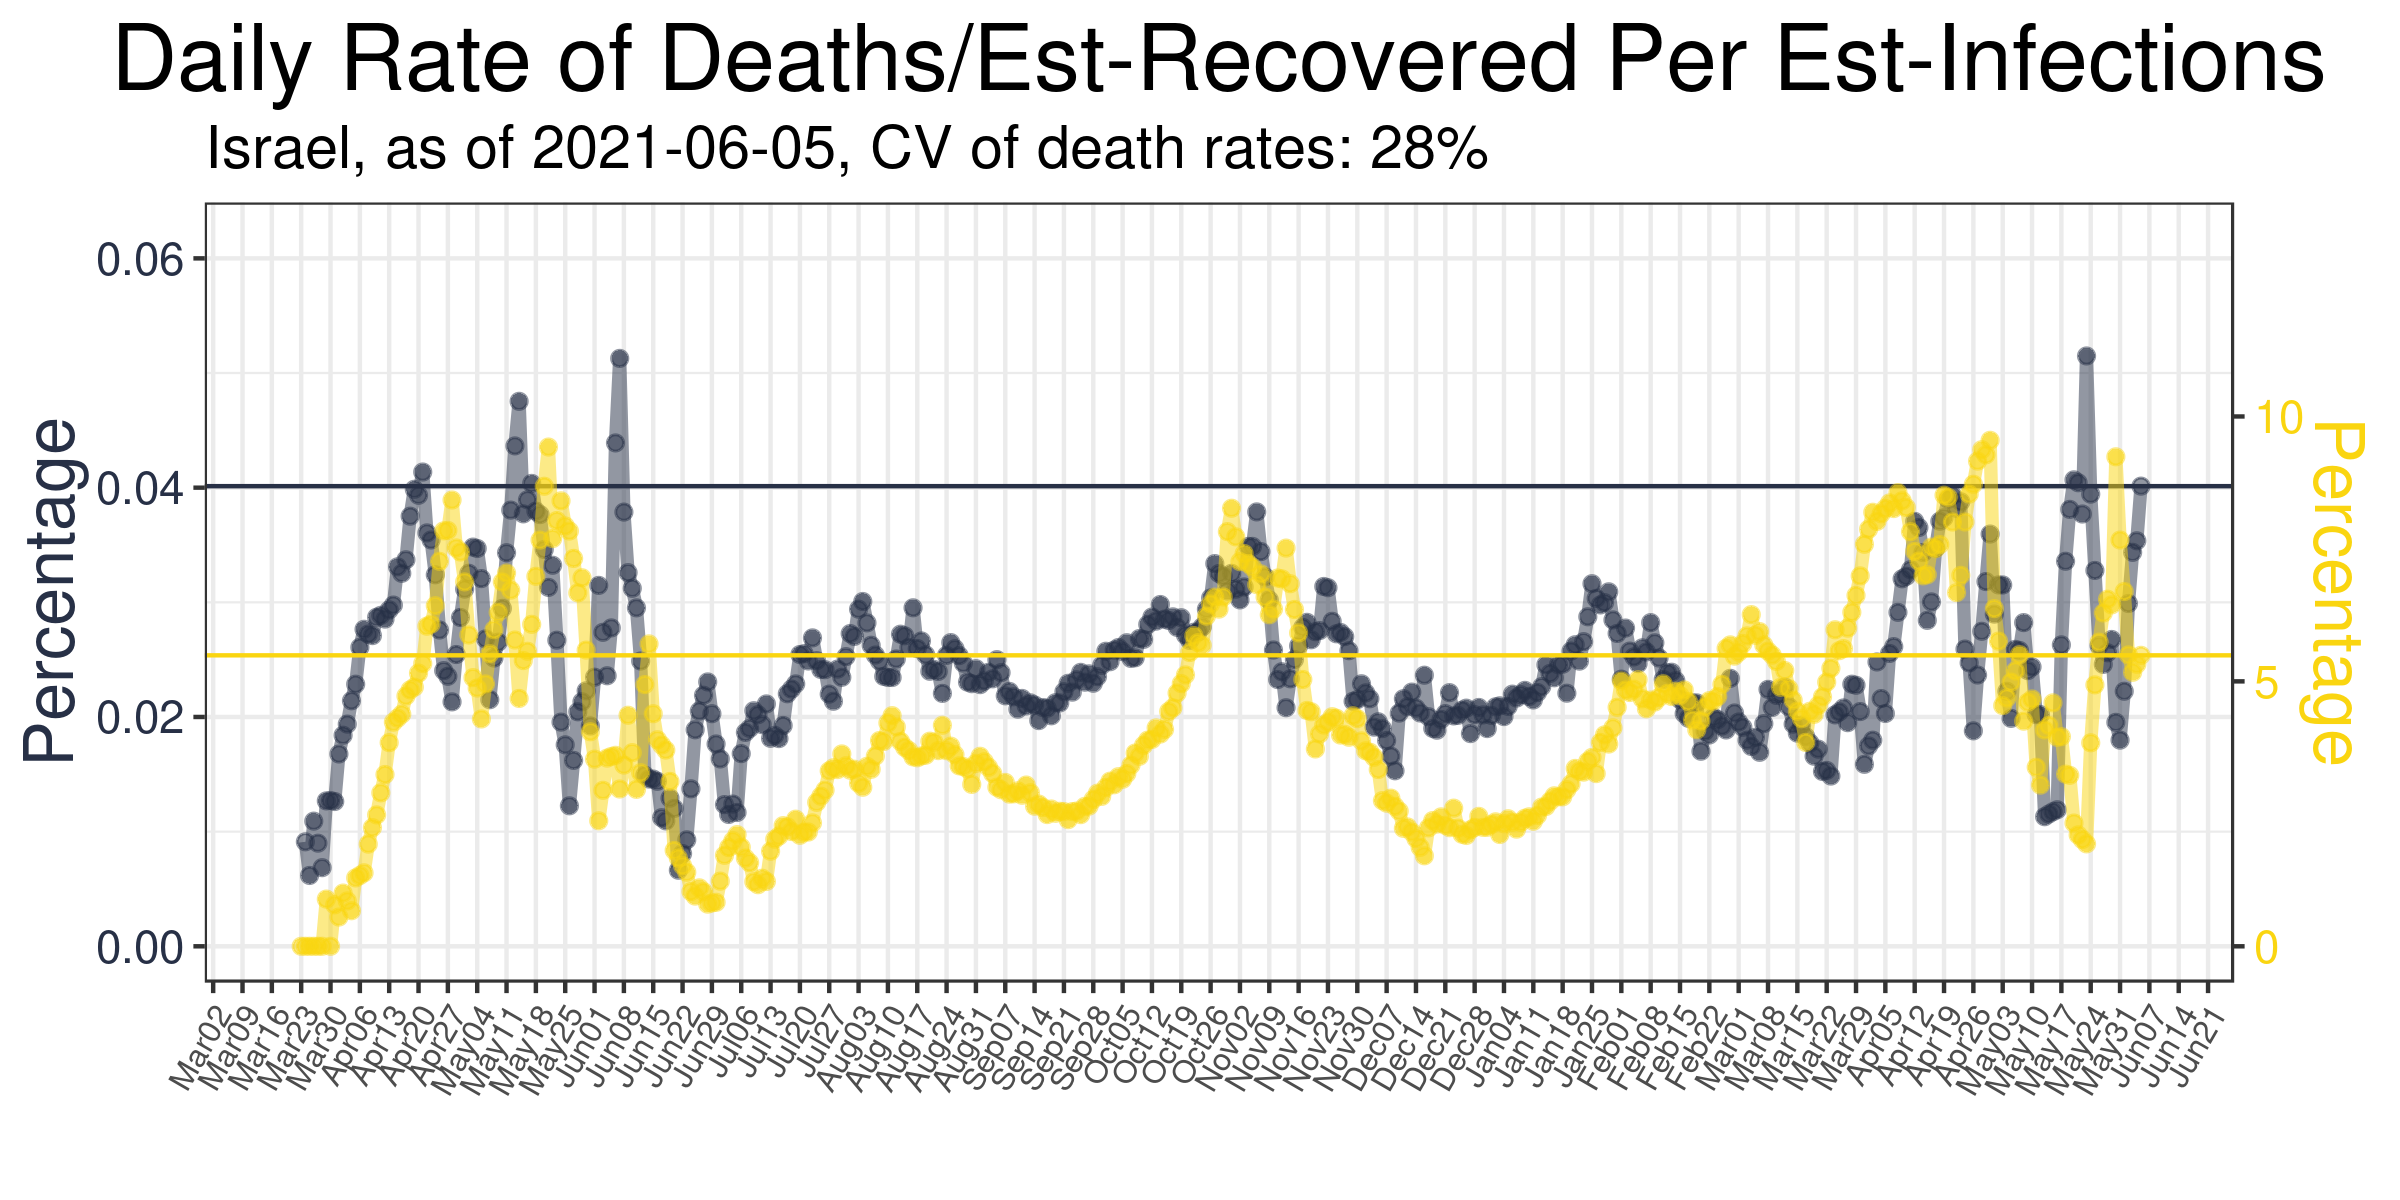 Daily Rate of Deaths/Est-Recovered Per Est-Infections
Israel, as of 2021-06-05, CV of death rates: 28%
Percentage
0.06
0.04
0.02
0.00
10
5
0
Percentage
Mar02
Mar09
Mar16
Mar23
Mar30
Apr06
Apr13
Apr20
Apr27
May04
May11
May18
May25
Jun01
Jun08
Jun15
Jun22
Jun29
Jul06
Jul13
Jul20
Jul27
Aug03
Aug10
Aug17
Aug24
Aug31
Sep07
Sep14
Sep21
Sep28
Oct05
Oct12
Oct19
Oct26
Nov02
Nov09
Nov16
Nov23
Nov30
Dec07
Dec14
Dec21
Dec28
Jan04
Jan11
Jan18
Jan25
Feb01
Feb08
Feb15
Feb22
Mar01
Mar08
Mar15
Mar22
Mar29
Apr05
Apr12
Apr19
Apr26
May03
May10
May17
May24
May31
Jun07
Jun14
Jun21